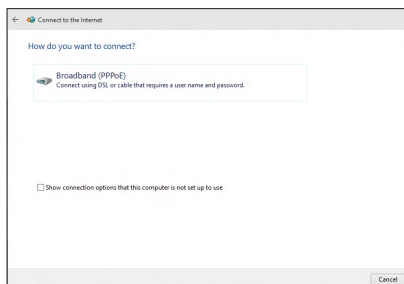 Connect to the Internet
How do you want to connect?
Broadband (PPPoE)
Connect using DSL or cable that requires a user name and password.
Show connection options that this computer is not set up to use
Cancel